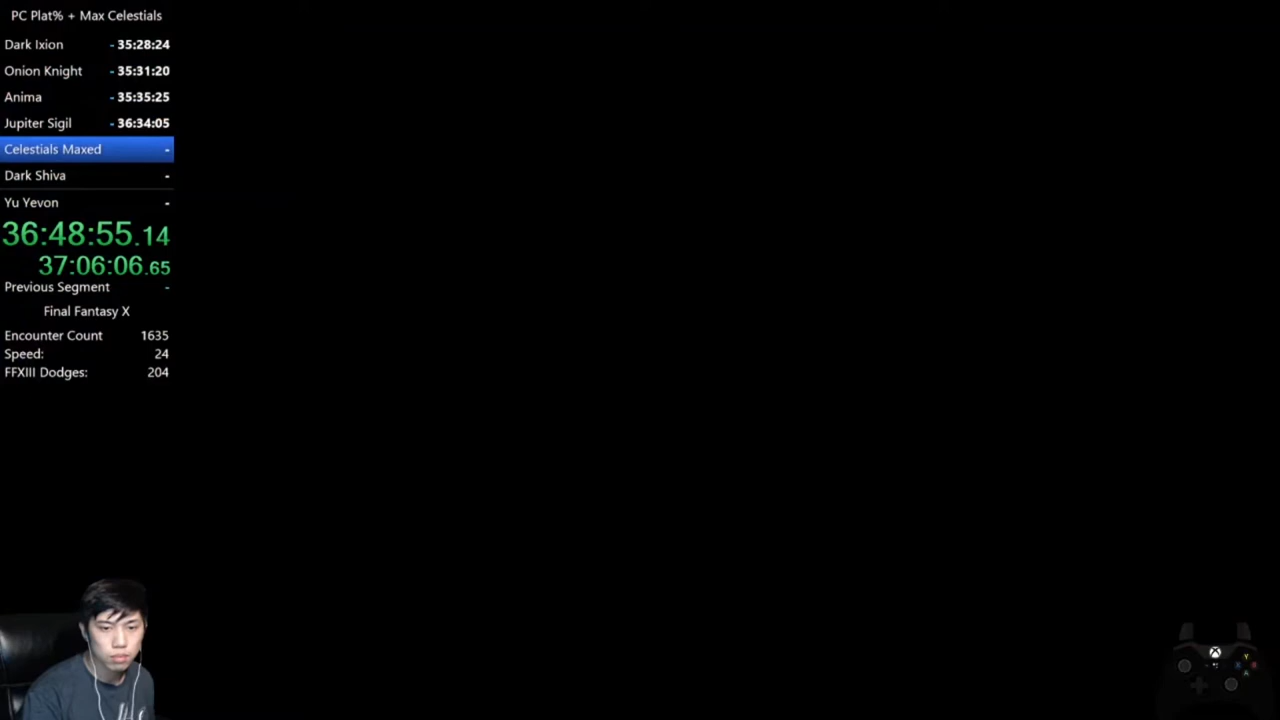 PC Plat% + Max Celestials
Dark Ixion - 35:28:24
Onion Knight - 35:31:20
Anima - 35:35:25
Jupiter Sigil - 36:34:05
Celestials Maxed -
Dark Shiva -
Yu Yevon -
36:48:55.14
37:06:06.65
Previous Segment -
Final Fantasy X
Encounter Count 1635
Speed: 24
FFXIII Dodges: 204